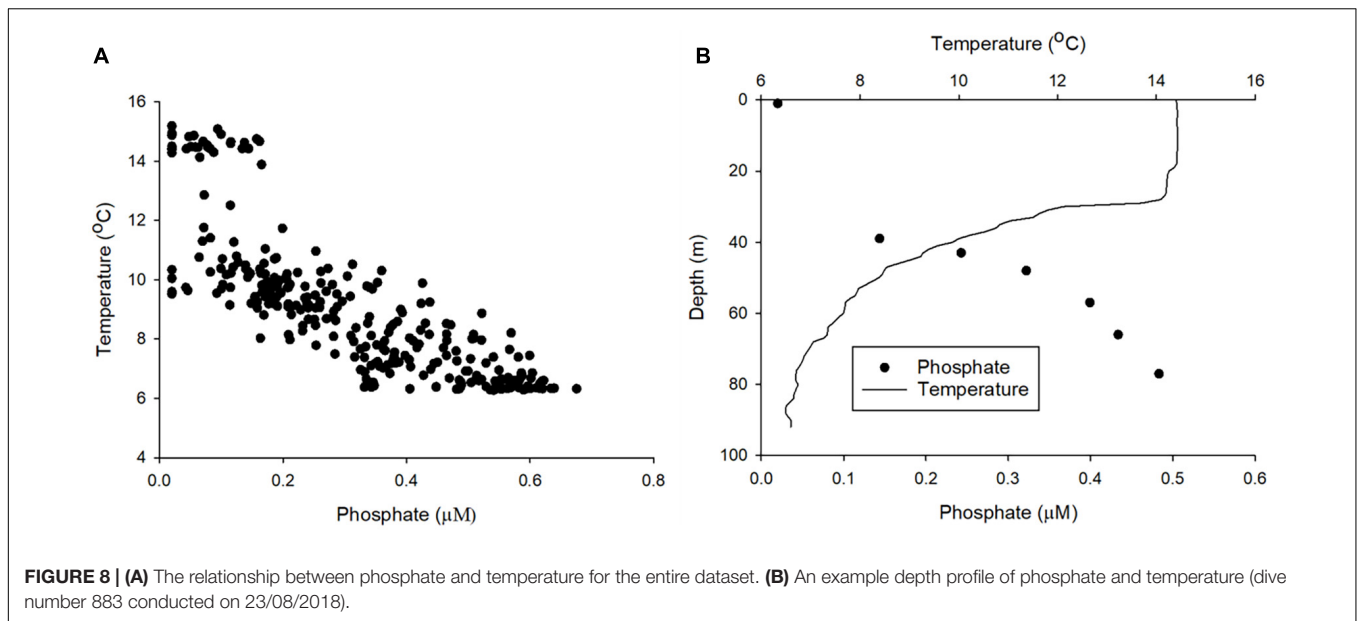 A
16
14
12
10
8
6
4
Temperature (°C)
0.0 0.2 0.4 0.6 0.8
Phosphate (μM)
B
Temperature (°C)
6 8 10 12 14 16
0
20
40
60
80
100
Depth (m)
Phosphate
Temperature
0.0 0.1 0.2 0.3 0.4 0.5 0.6
Phosphate (μM)
FIGURE 8 | (A) The relationship between phosphate and temperature for the entire dataset. (B) An example depth profile of phosphate and temperature (dive
number 883 conducted on 23/08/2018).